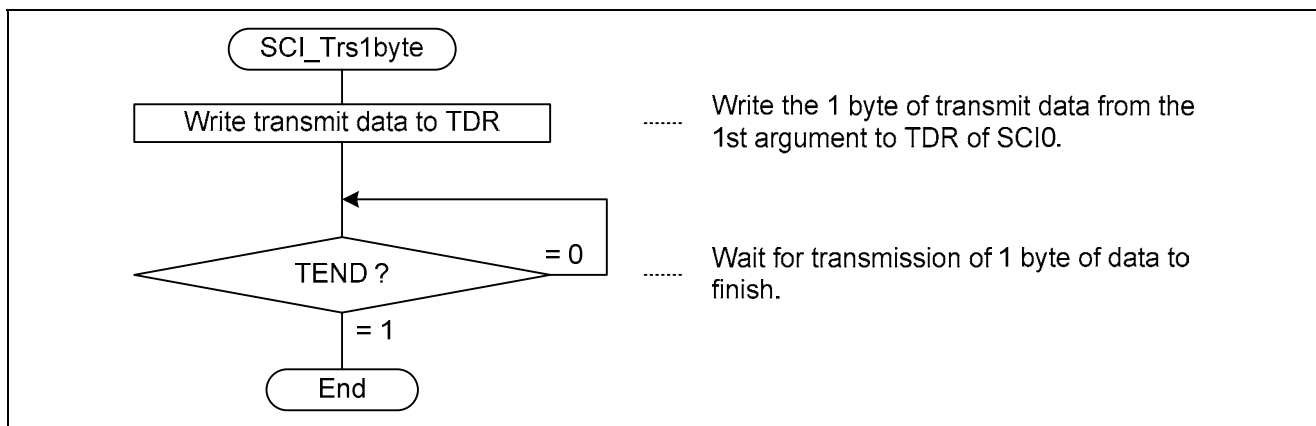 SCI_Trs1byte
Write transmit data to TDR
........
Write the 1 byte of transmit data from the
1st argument to TDR of SCI0.
TEND ?
= 0
........
Wait for transmission of 1 byte of data to
finish.
= 1
End